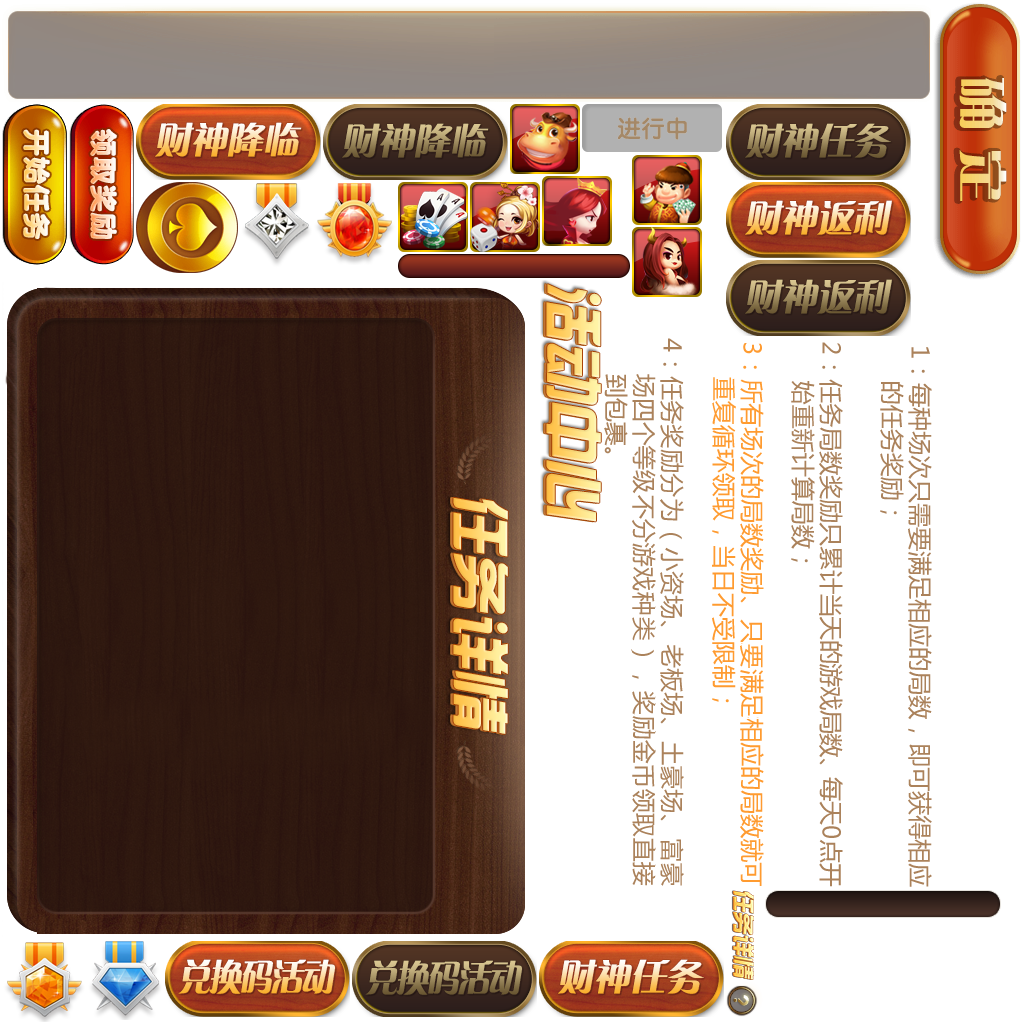 确定
开始任务
领取奖励
财神降临
财神降临
进行中
财神任务
财神返利
财神返利
活动中心
任务详情
1：每种场次只需要满足相应的局数，即可获得相应
的任务奖励；
2：任务局数奖励只累计当天的游戏局数、每天0点开
始重新计算局数；
3：所有场次的局数奖励、只要满足相应的局数就可
重复循环领取，当日不受限制；
4：任务奖励分为（小资场、老板场、土豪场、富豪
场四个等级不分游戏种类），奖励金币领取直接
到包裹。
任务详情
兑换码活动
兑换码活动
财神任务
?